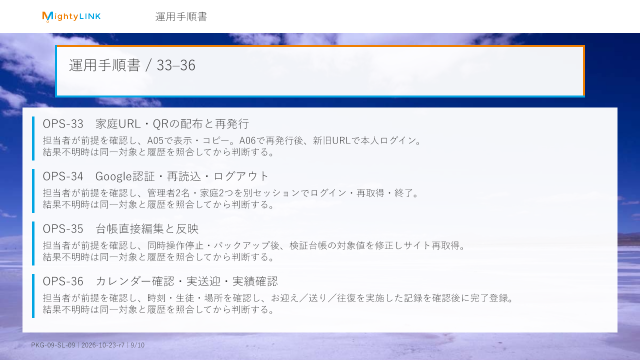 MightyLINK
運用手順書
運用手順書 / 33–36
OPS-33　家庭URL・QRの配布と再発行
担当者が前提を確認し、A05で表示・コピー。A06で再発行後、新旧URLで本人ログイン。
結果不明時は同一対象と履歴を照合してから判断する。
OPS-34　Google認証・再読込・ログアウト
担当者が前提を確認し、管理者2名・家庭2つを別セッションでログイン・再取得・終了。
結果不明時は同一対象と履歴を照合してから判断する。
OPS-35　台帳直接編集と反映
担当者が前提を確認し、同時操作停止・バックアップ後、検証台帳の対象値を修正しサイト再取得。
結果不明時は同一対象と履歴を照合してから判断する。
OPS-36　カレンダー確認・実送迎・実績確認
担当者が前提を確認し、時刻・生徒・場所を確認し、お迎え／送り／往復を実施した記録を確認後に完了登録。
結果不明時は同一対象と履歴を照合してから判断する。
PKG-09-SL-09 | 2026-10-23-r7 | 9/10